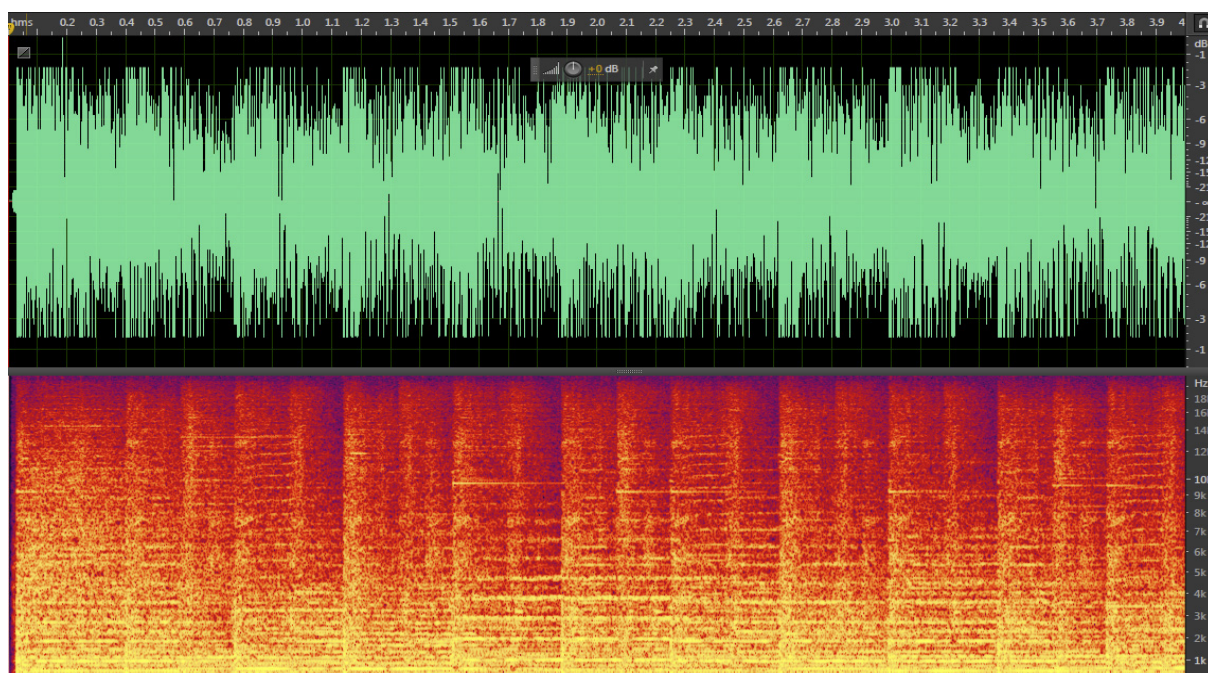 hms 0.2 0.3 0.4 0.5 0.6 0.7 0.8 0.9 1.0 1.1 1.2 1.3 1.4 1.5 1.6 1.7 1.8 1.9 2.0 2.1 2.2 2.3 2.4 2.5 2.6 2.7 2.8 2.9 3.0 3.1 3.2 3.3 3.4 3.5 3.6 3.7 3.8 3.9 4
dB
-1
+0 dB
-3
-6
-9
-12
-15
-21
-∞
-21
-15
-12
-9
-6
-3
-1
Hz
18k
16k
14k
12k
10k
9k
8k
7k
6k
5k
4k
3k
2k
1k